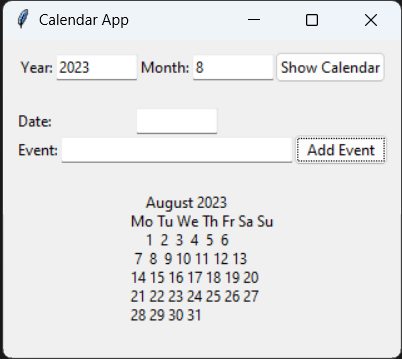 Calendar App
Year: 2023 Month: 8 Show Calendar
Date:
Event: Add Event
August 2023
Mo Tu We Th Fr Sa Su
1 2 3 4 5 6
7 8 9 10 11 12 13
14 15 16 17 18 19 20
21 22 23 24 25 26 27
28 29 30 31